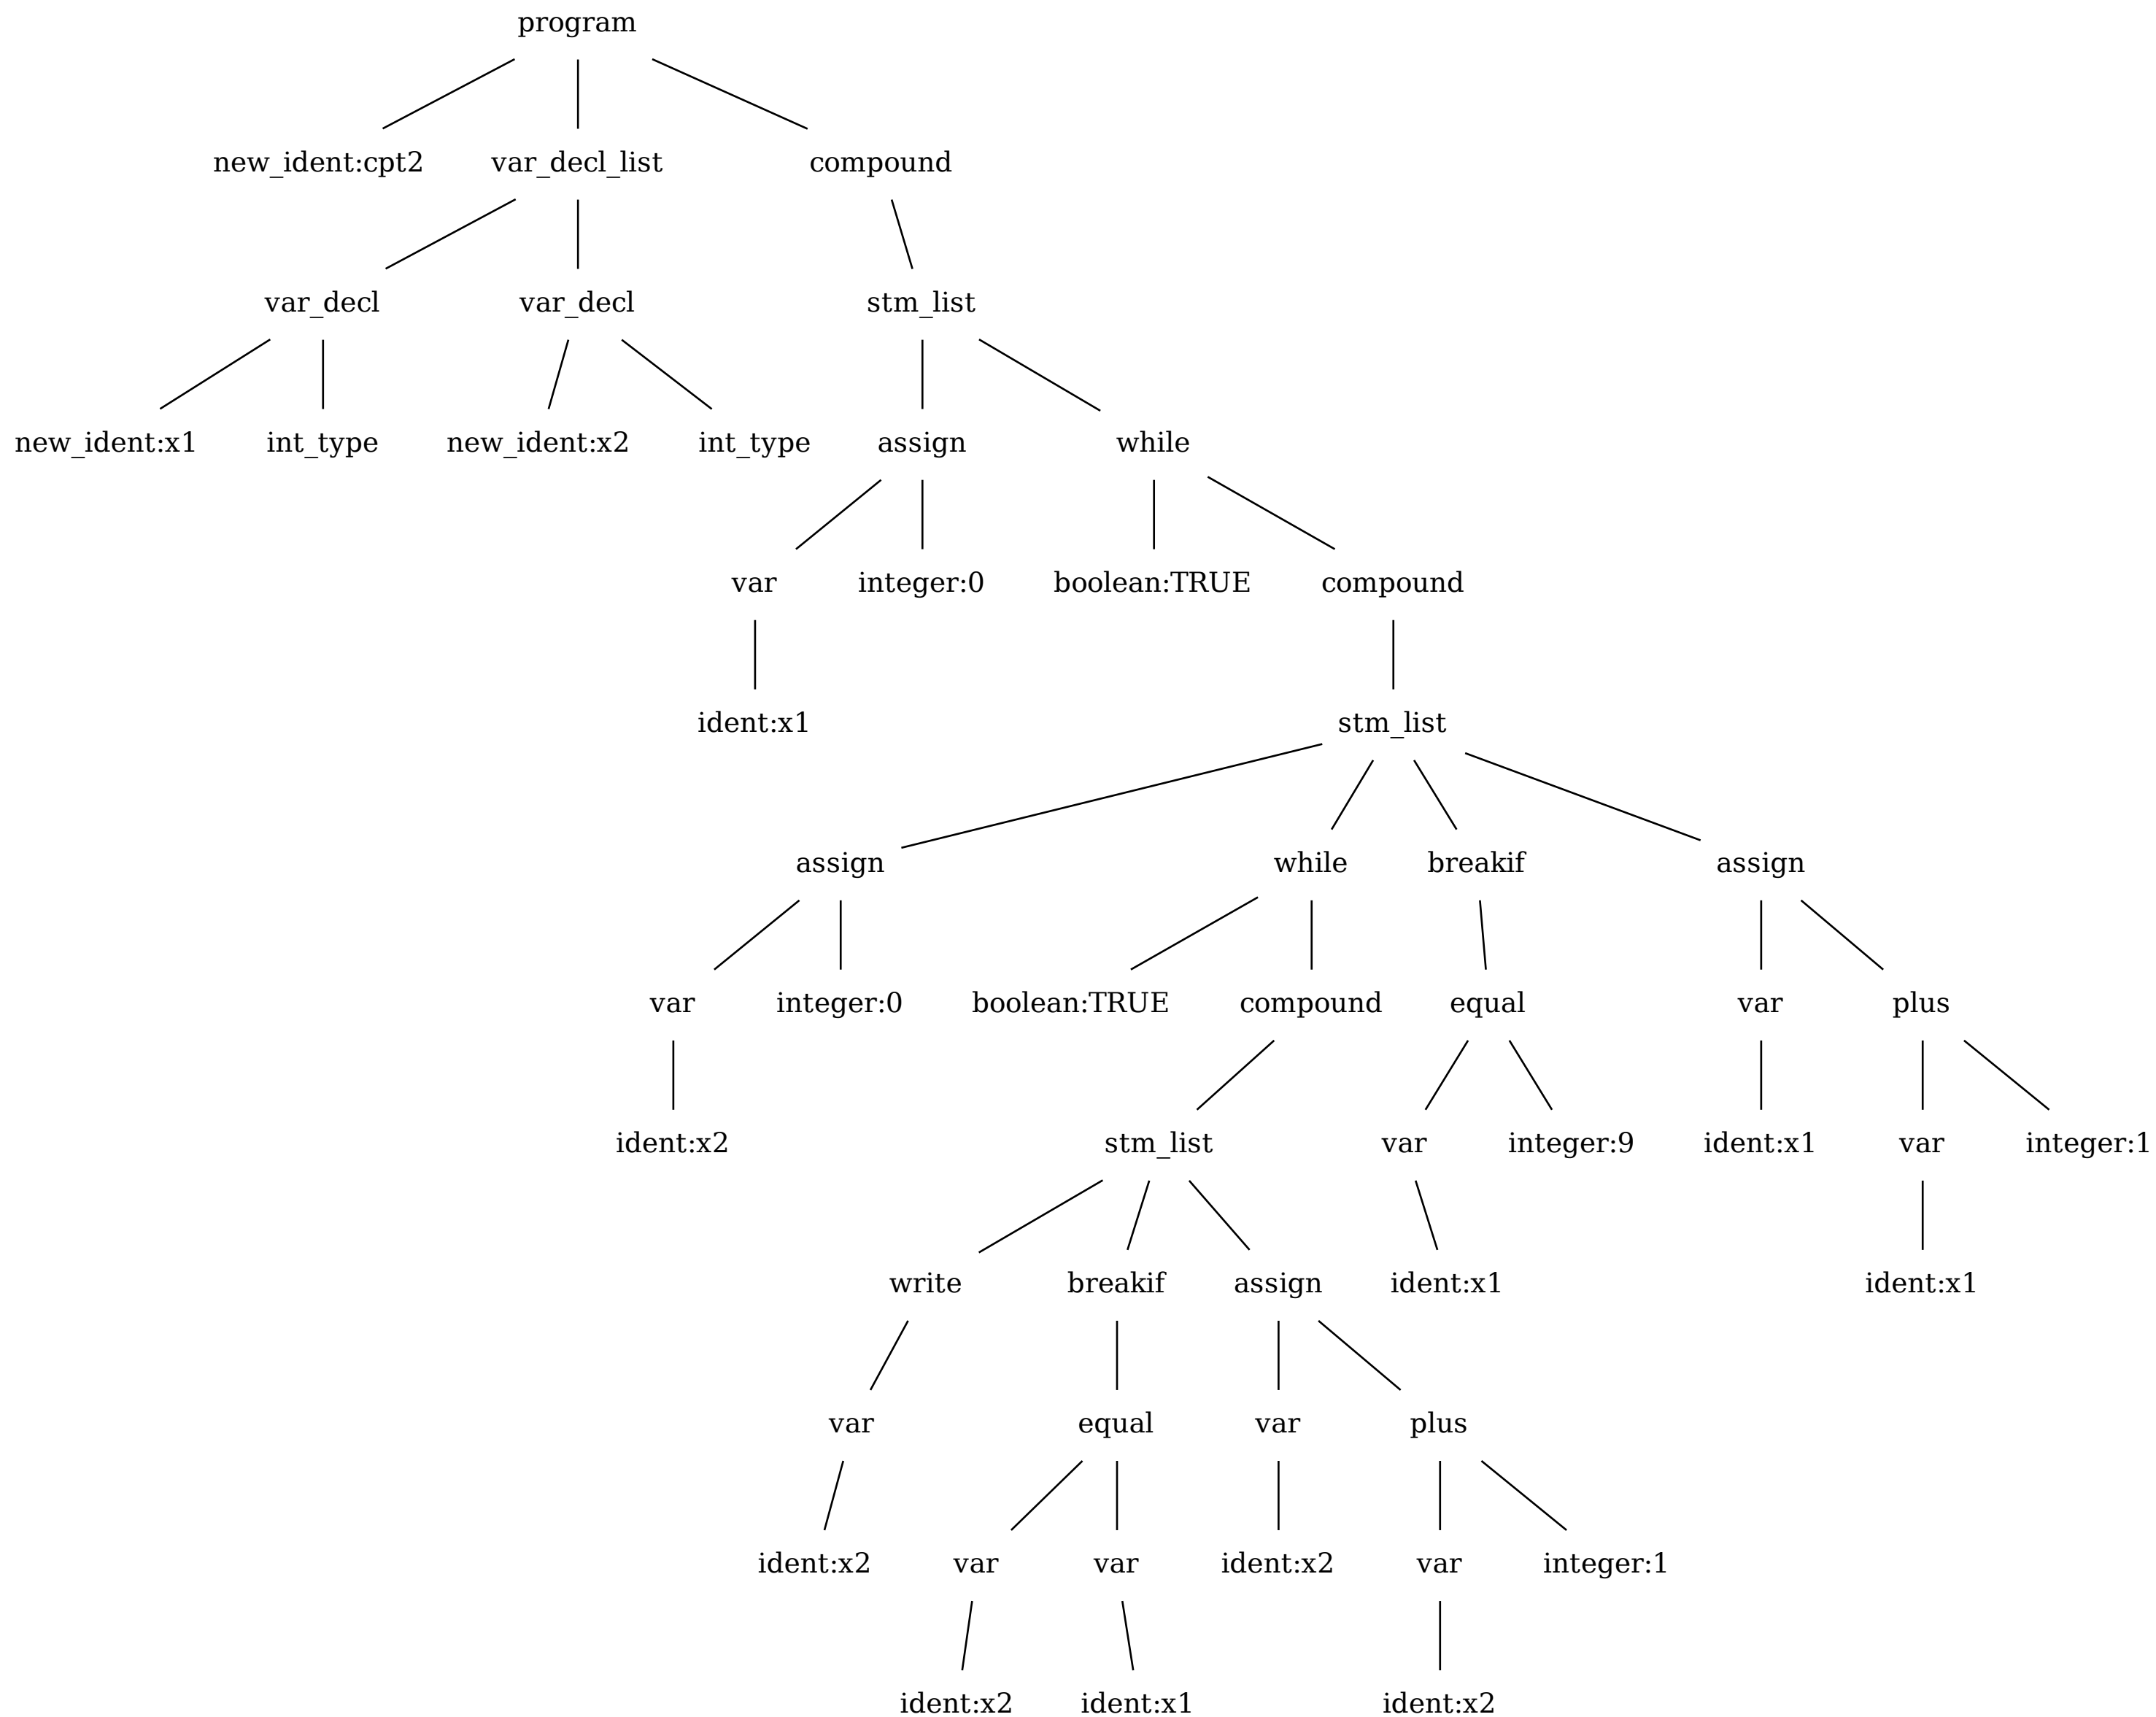 program
new_ident:cpt2 var_decl_list compound
var_decl var_decl stm_list
new_ident:x1 int_type new_ident:x2 int_type assign while
var integer:0 boolean:TRUE compound
ident:x1 stm_list
assign while breakif assign
var integer:0 boolean:TRUE compound equal var plus
ident:x2 stm_list var integer:9 ident:x1 var integer:1
write breakif assign ident:x1 ident:x1
var equal var plus
ident:x2 var var ident:x2 var integer:1
ident:x2 ident:x1 ident:x2